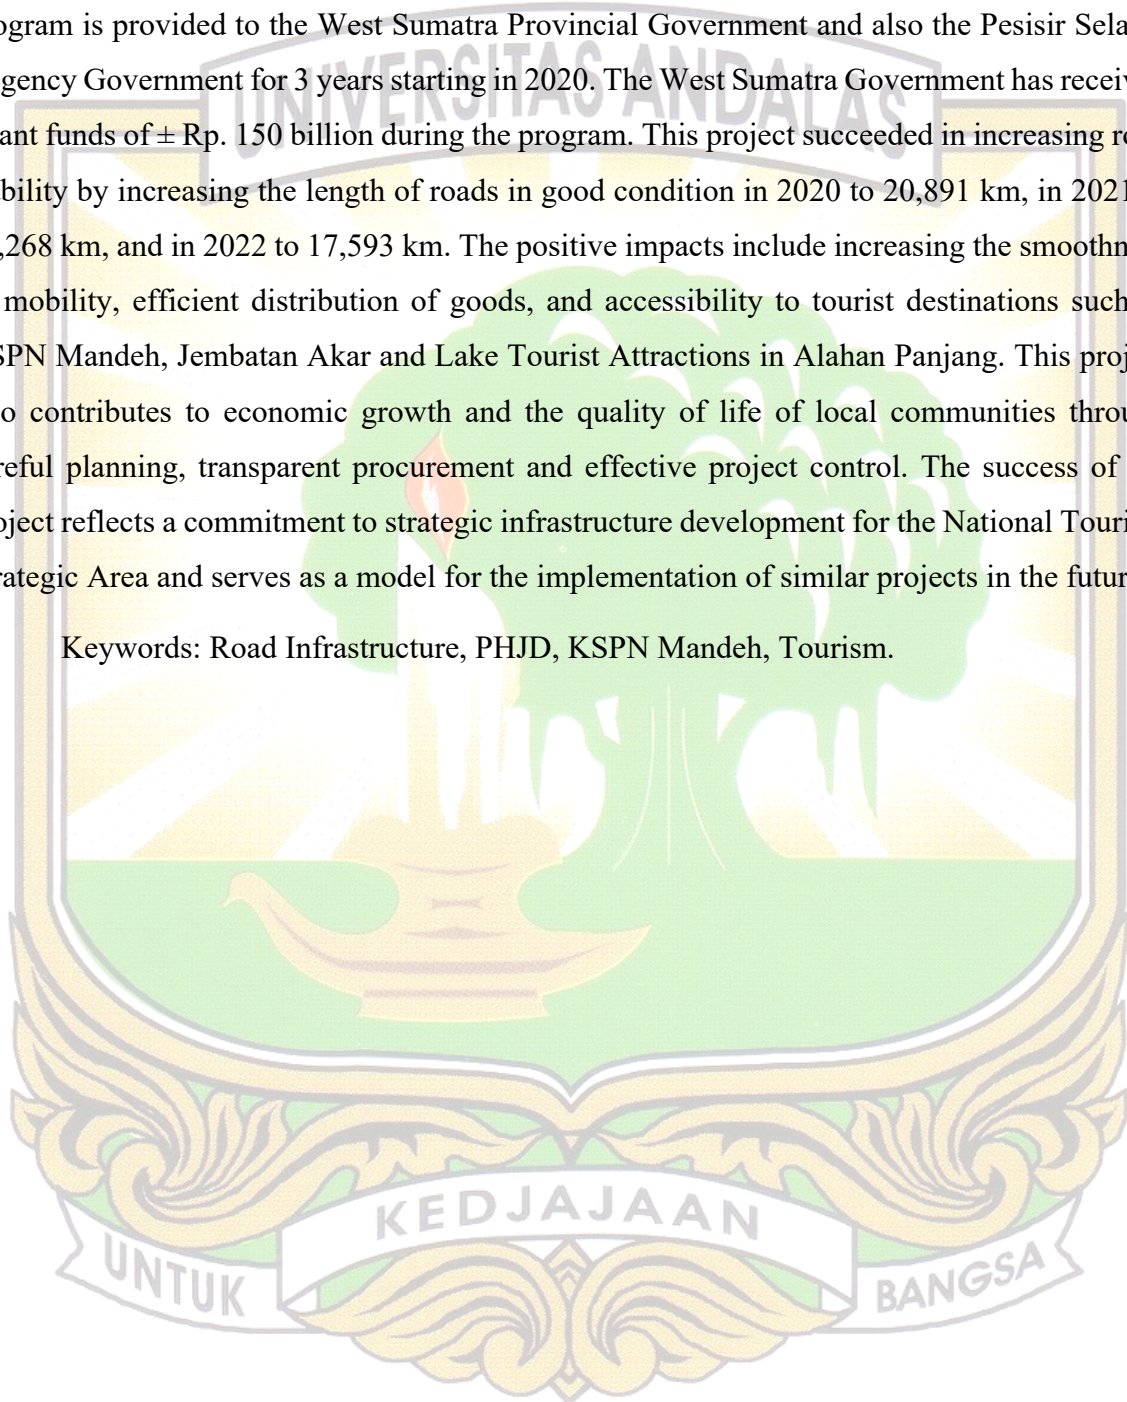 ogram is provided to the West Sumatra Provincial Government and also the Pesisir Sela
gency Government for 3 years starting in 2020. The West Sumatra Government has receiv
ant funds of ± Rp. 150 billion during the program. This project succeeded in increasing ro
bility by increasing the length of roads in good condition in 2020 to 20,891 km, in 2021
,268 km, and in 2022 to 17,593 km. The positive impacts include increasing the smoothn
mobility, efficient distribution of goods, and accessibility to tourist destinations such
SPN Mandeh, Jembatan Akar and Lake Tourist Attractions in Alahan Panjang. This proj
o contributes to economic growth and the quality of life of local communities throu
reful planning, transparent procurement and effective project control. The success of
oject reflects a commitment to strategic infrastructure development for the National Touri
rategic Area and serves as a model for the implementation of similar projects in the futur
Keywords: Road Infrastructure, PHJD, KSPN Mandeh, Tourism.
UNIVERSITAS ANDALAS
UNTUK KEDJAJAAN BANGSA